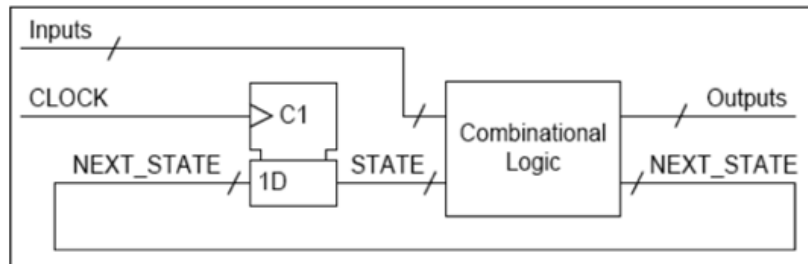 Inputs
CLOCK
C1
Outputs
Combinational
Logic
NEXT_STATE
1D
STATE
NEXT_STATE